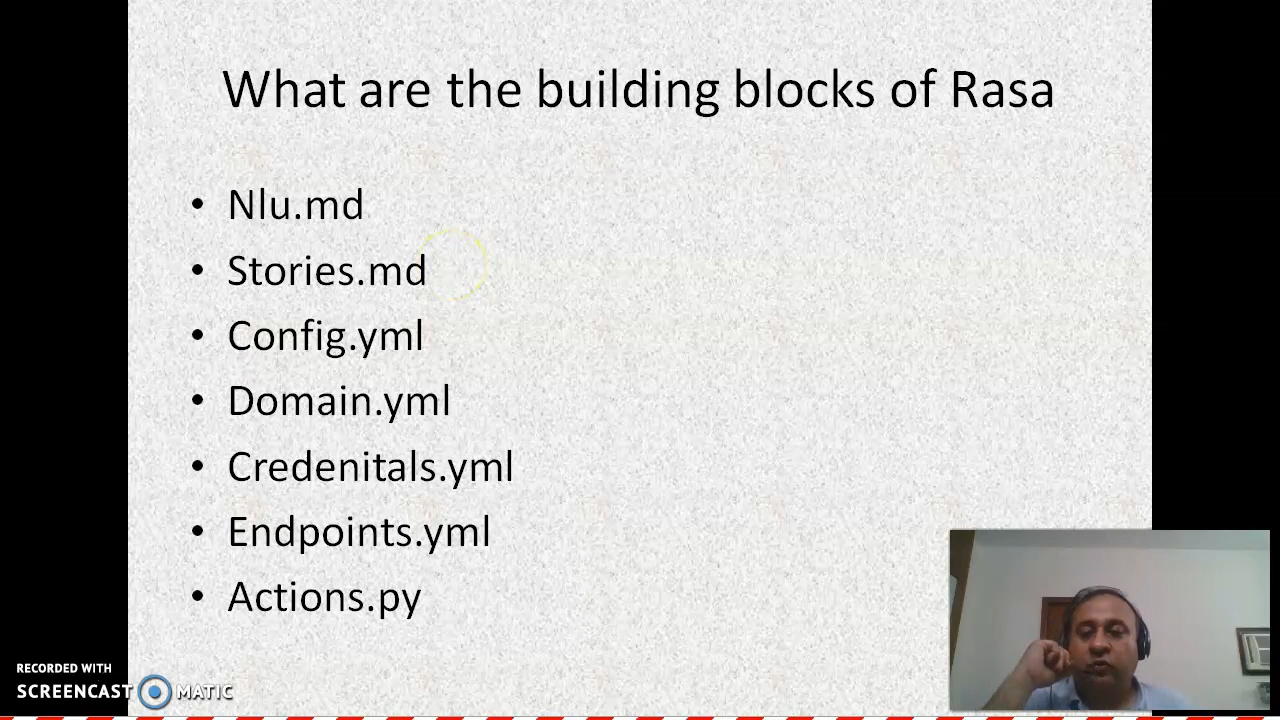 What are the building blocks of Rasa
• Nlu.md
• Stories.md
• Config.yml
• Domain.yml
• Credenitals.yml
• Endpoints.yml
• Actions.py
RECORDED WITH
SCREENCAST MATIC